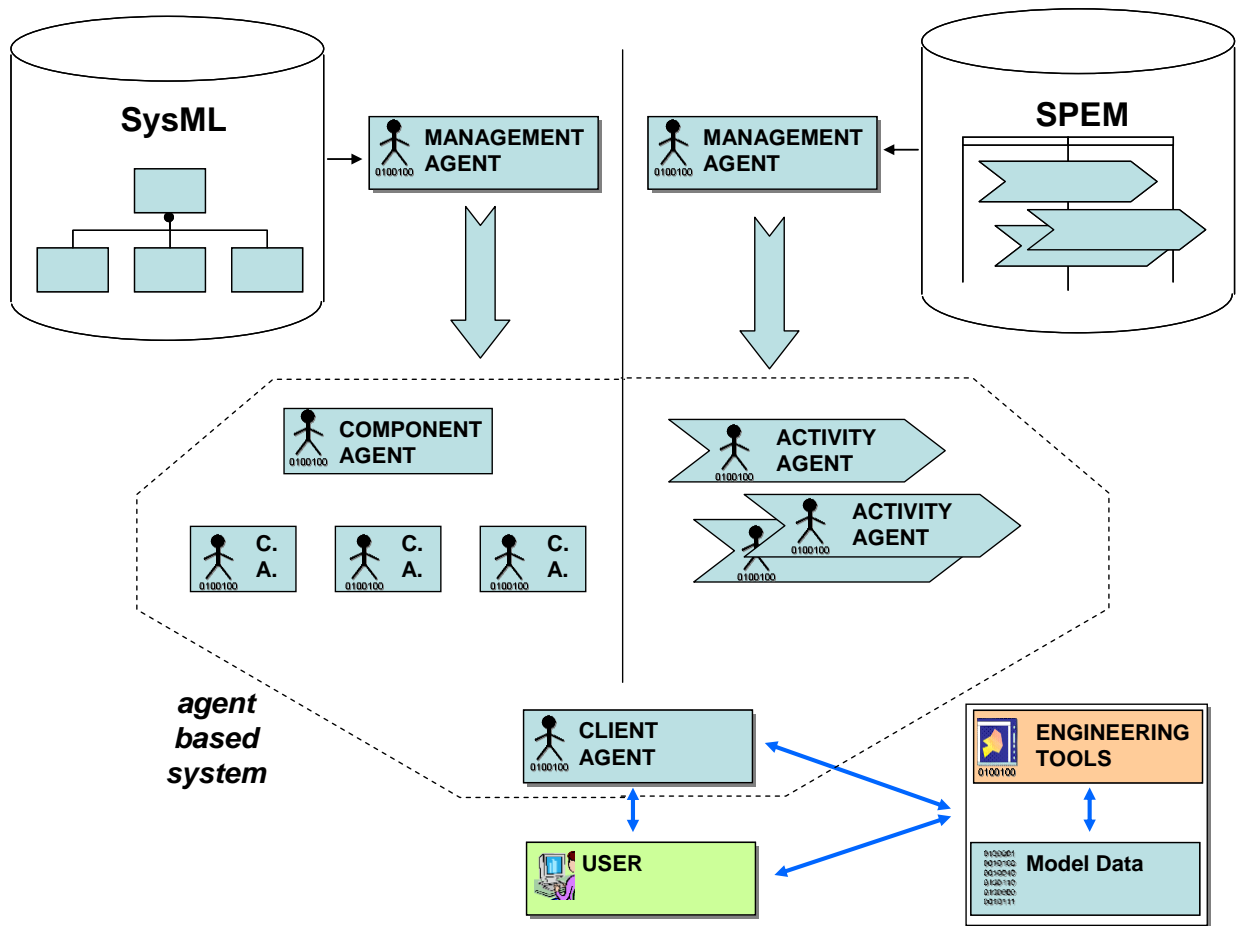 SysML
SPEM
MANAGEMENT
AGENT
0100100
MANAGEMENT
AGENT
0100100
COMPONENT
AGENT
0100100
ACTIVITY
AGENT
0100100
ACTIVITY
AGENT
0100100
0100100
C.
A.
0100100
C.
A.
0100100
C.
A.
0100100
agent
based
system
CLIENT
AGENT
0100100
ENGINEERING
TOOLS
0100100
USER
Model Data